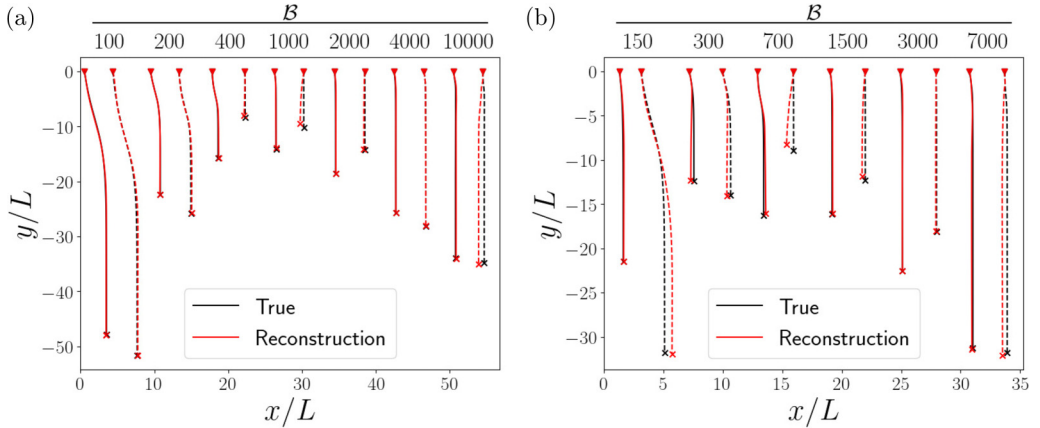 (a)
ℬ
100 200 400 1000 2000 4000 10000
0
−10
−20
−30
−40
−50
y/L
True
Reconstruction
0 10 20 30 40 50
x/L
(b)
ℬ
150 300 700 1500 3000 7000
0
−5
−10
−15
−20
−25
−30
y/L
True
Reconstruction
0 5 10 15 20 25 30 35
x/L